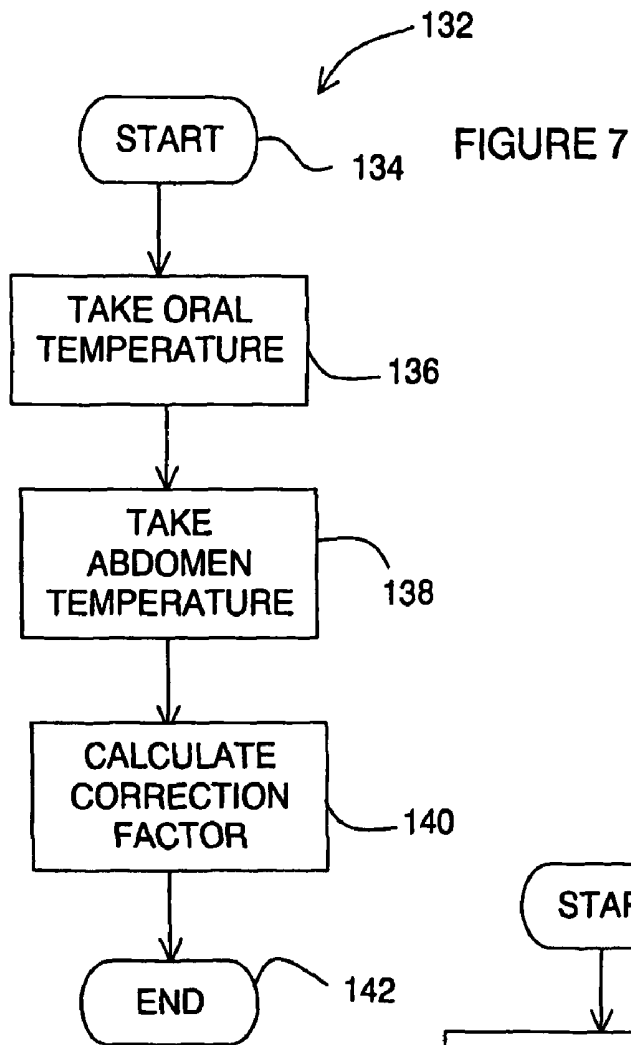 132
START
134
FIGURE 7
TAKE ORAL
TEMPERATURE
136
TAKE
ABDOMEN
TEMPERATURE
138
CALCULATE
CORRECTION
FACTOR
140
END
142